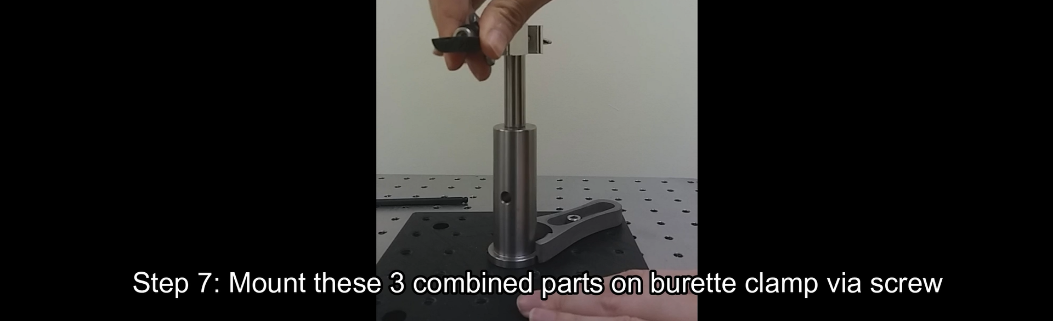 Step 7: Mount these 3 combined parts on burette clamp via screw